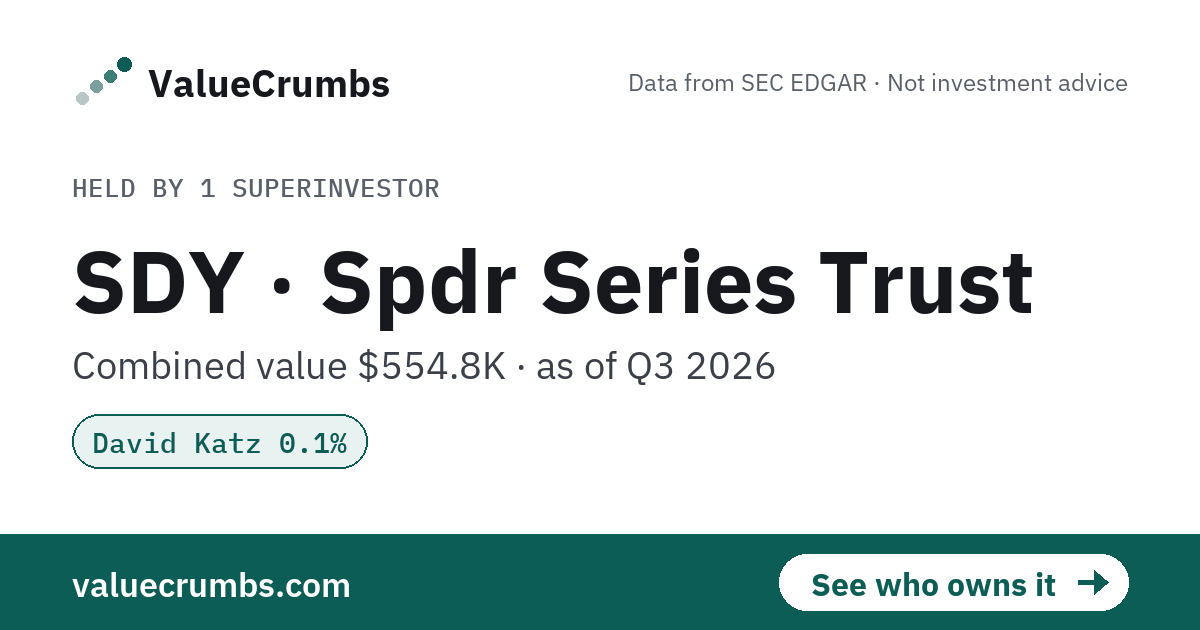 ValueCrumbs
Data from SEC EDGAR · Not investment advice
HELD BY 1 SUPERINVESTOR
SDY · Spdr Series Trust
Combined value $554.8K · as of Q3 2026
David Katz 0.1%
valuecrumbs.com
See who owns it →